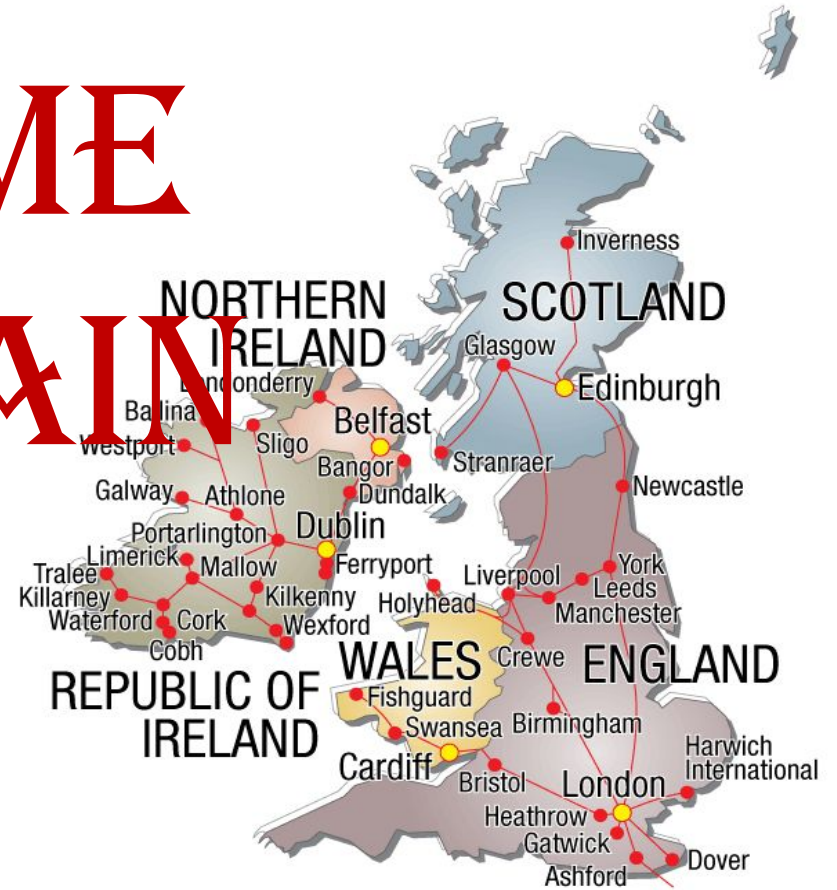 ME
AIN
Inverness
NORTHERN
IRELAND
SCOTLAND
Glasgow
Edinburgh
Londonderry
Belfast
Ballina
Westport
Sligo
Bangor
Stranraer
Galway
Athlone
Dundalk
Newcastle
Portarlington
Dublin
Limerick
Mallow
Ferryport
Liverpool
York
Leeds
Tralee
Killarney
Kilkenny
Holyhead
Manchester
Waterford
Cork
Wexford
Cobh
WALES
Crewe
ENGLAND
REPUBLIC OF
IRELAND
Fishguard
Swansea
Birmingham
Cardiff
Bristol
London
Harwich
International
Heathrow
Gatwick
Ashford
Dover